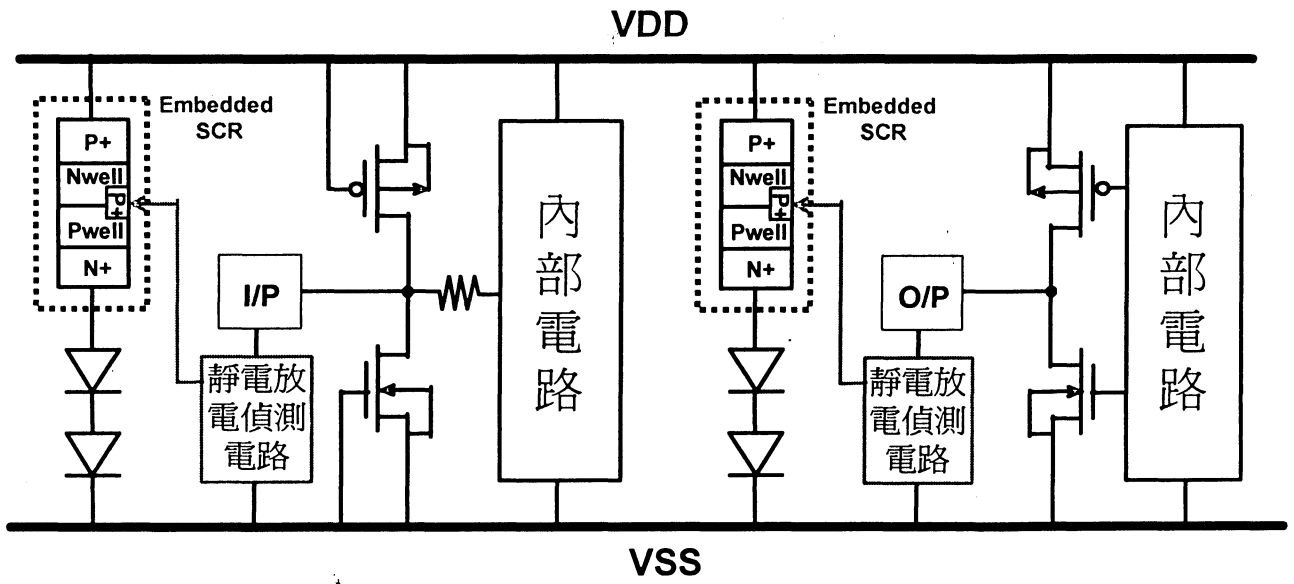 VDD
Embedded
SCR
P+
Nwell
P+
Pwell
N+
I/P
靜電放
電偵測
電路
內部電路
Embedded
SCR
P+
Nwell
P+
Pwell
N+
O/P
靜電放
電偵測
電路
內部電路
VSS